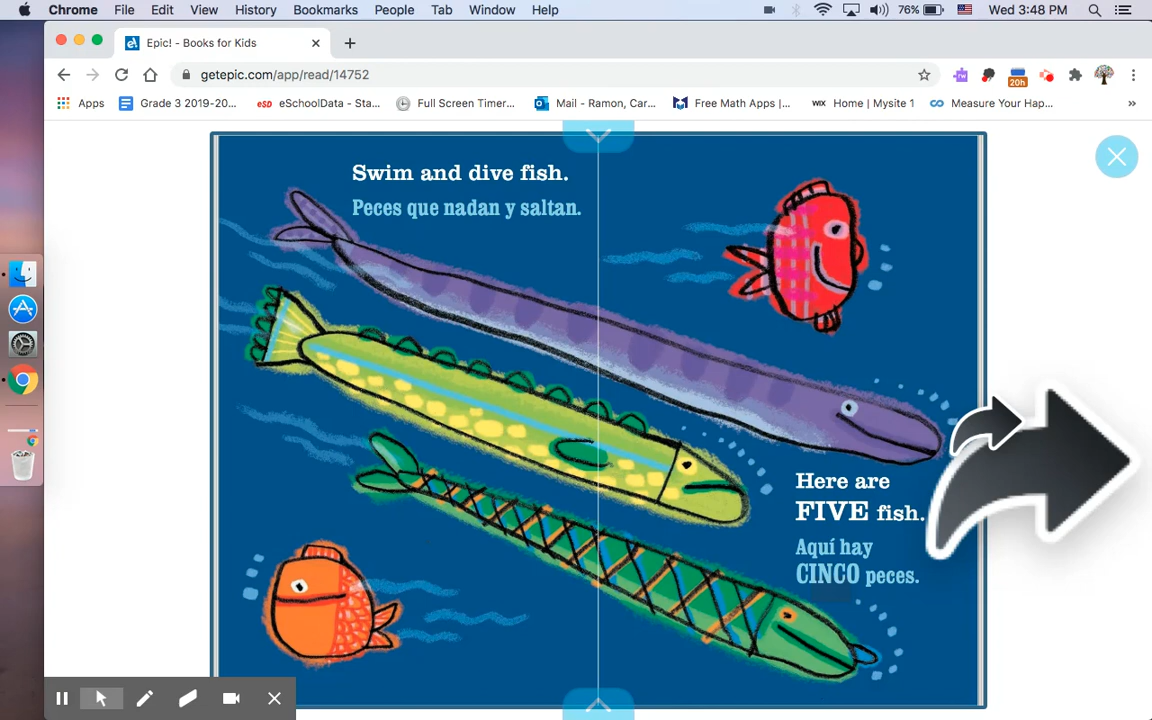 Chrome File Edit View History Bookmarks People Tab Window Help 76% Wed 3:48 PM
Epic! - Books for Kids
getepic.com/app/read/14752
20h
Apps Grade 3 2019-20... esD eSchoolData - Sta... Full Screen Timer... Mail - Ramon, Car... Free Math Apps |... WIX Home | Mysite 1 Measure Your Hap...
Swim and dive fish.
Peces que nadan y saltan.
Here are
FIVE fish.
Aquí hay
CINCO peces.